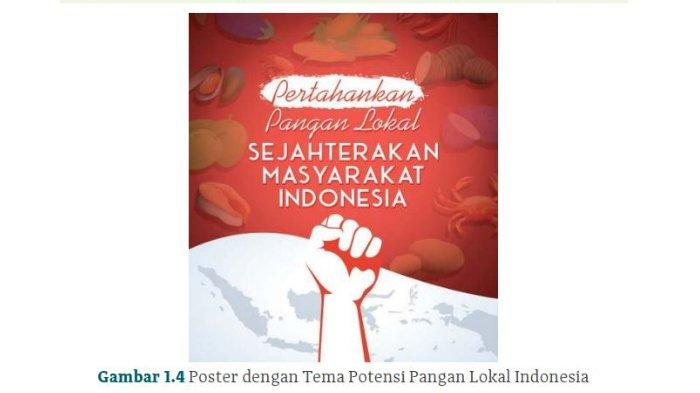 Pertahankan
Pangan Lokal
SEJAHTERAKAN
MASYARAKAT
INDONESIA
Gambar 1.4 Poster dengan Tema Potensi Pangan Lokal Indonesia